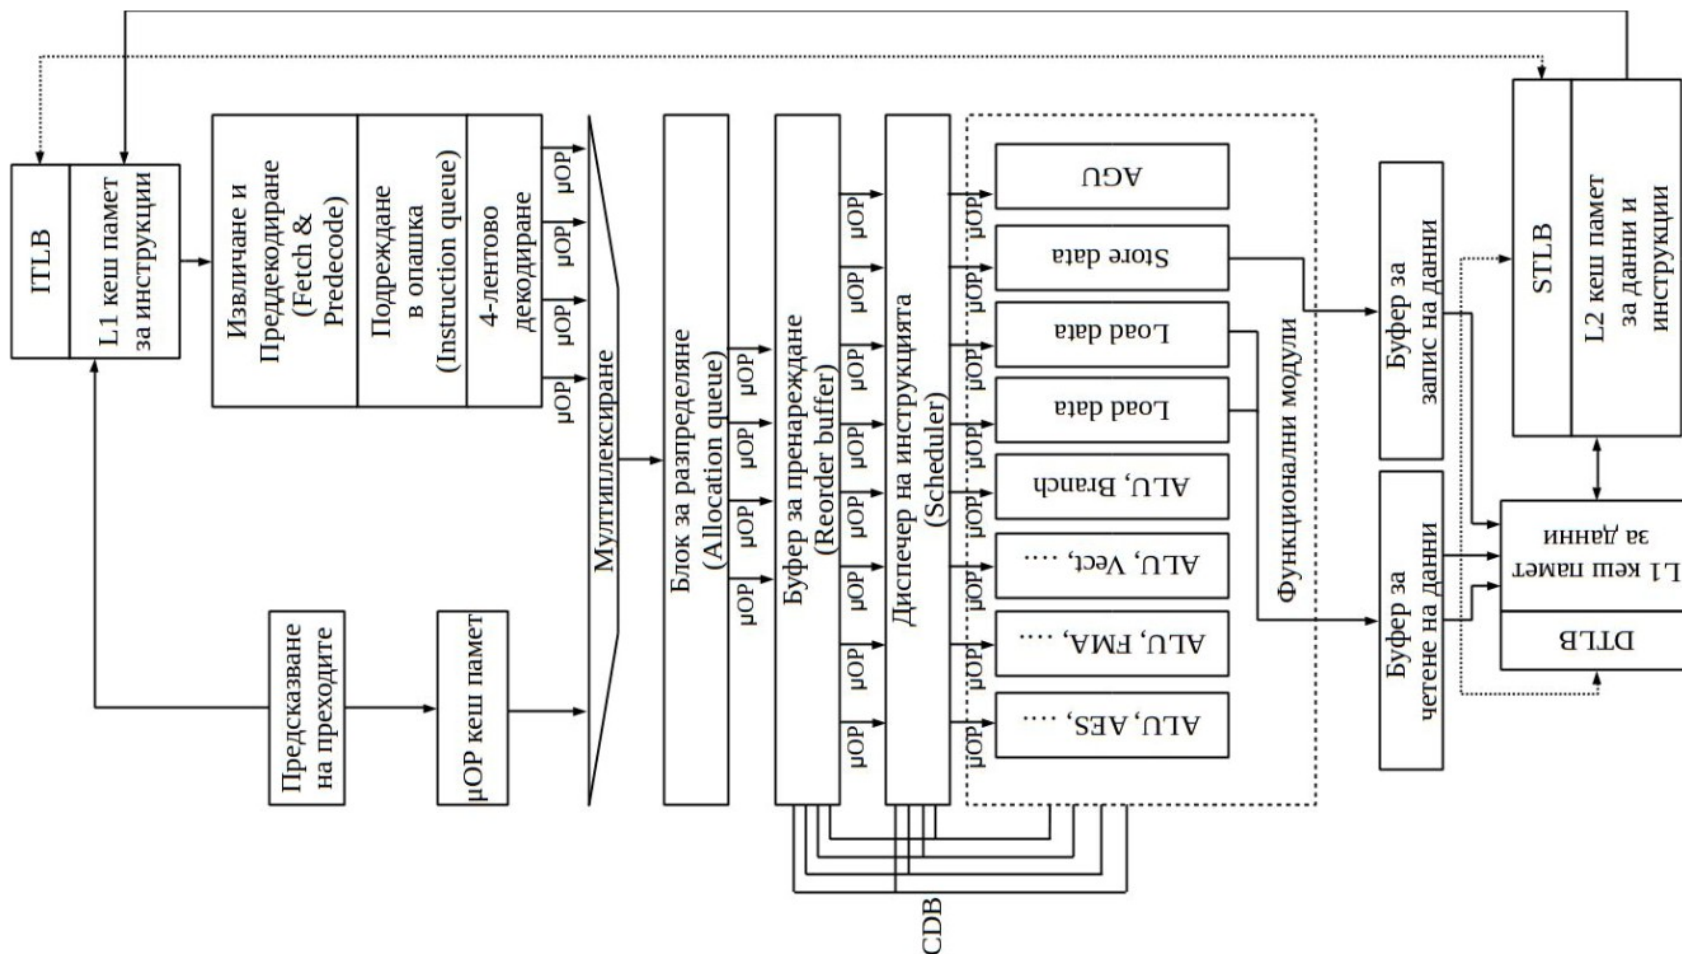 ITLB
L1 кеш памет
за инструкции
Извличане и
Преддекодиране
(Fetch &
Predecode)
Подреждане
в опашка
(Instruction queue)
4-лентово
декодиране
μOP
μOP
μOP
μOP
Предсказване
на преходите
μOP кеш памет
Мултиплексиране
Блок за разпределяне
(Allocation queue)
μOP
μOP
μOP
μOP
Буфер за пренареждане
(Reorder buffer)
μOP
μOP
μOP
μOP
μOP
μOP
μOP
μOP
Диспечер на инструкцията
(Scheduler)
μOP
μOP
μOP
μOP
μOP
μOP
μOP
μOP
AGU
Store data
Load data
Load data
ALU, Branch
ALU, Vect, ....
ALU, FMA, ....
ALU, AES, ....
Функционални модули
CDB
Буфер за
запис на данни
Буфер за
четене на данни
STLB
L2 кеш памет
за данни и
инструкции
L1 кеш памет
за данни
DTLB